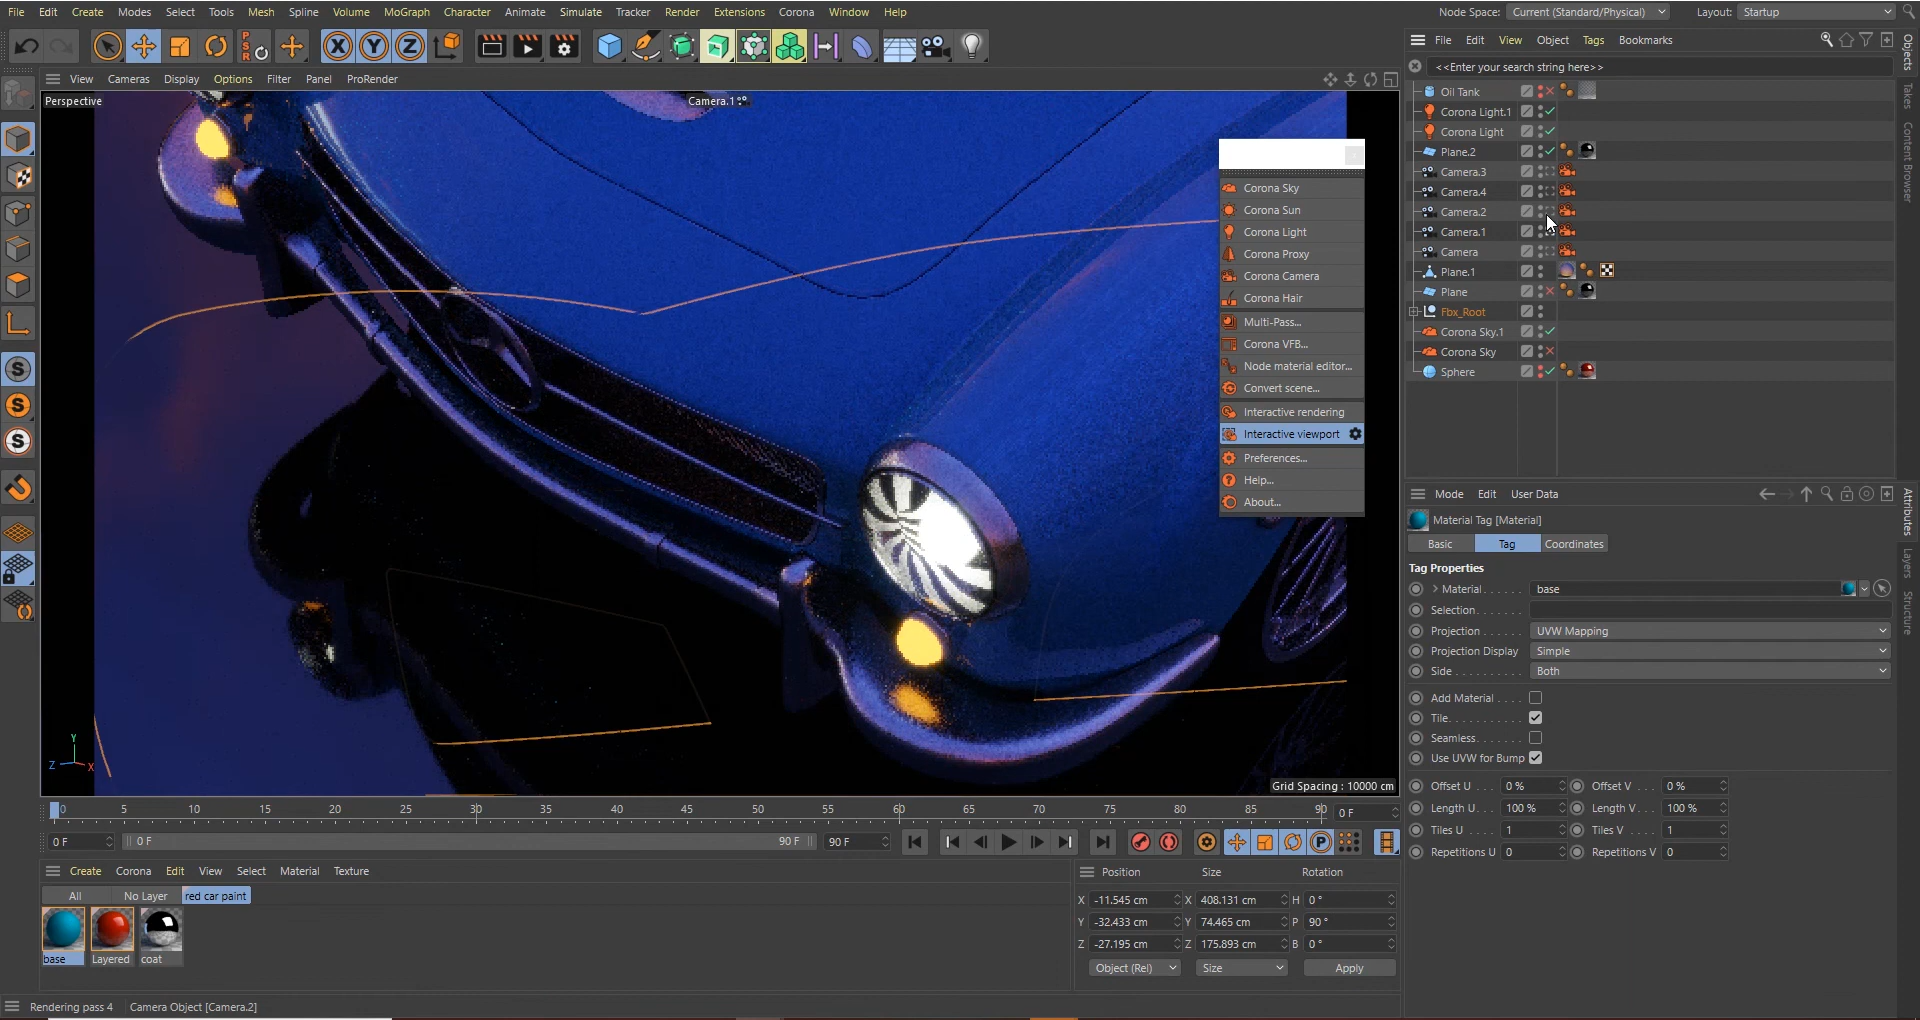 File Edit Create Modes Select Tools Mesh Spline Volume MoGraph Character Animate Simulate Tracker Render Extensions Corona Window Help
Node Space: Current (Standard/Physical) Layout: Startup
PSR X Y Z
File Edit View Object Tags Bookmarks
<<Enter your search string here>>
View Cameras Display Options Filter Panel ProRender
Perspective
Camera.1
Oil Tank
Corona Light.1
Corona Light
Plane.2
Camera.3
Camera.4
Camera.2
Camera.1
Camera
Plane.1
Plane
Fbx_Root
Corona Sky.1
Corona Sky
Sphere
Objects
Takes
Content Browser
Corona Sky
Corona Sun
Corona Light
Corona Proxy
Corona Camera
Corona Hair
Multi-Pass...
Corona VFB...
Node material editor...
Convert scene...
Interactive rendering
Interactive viewport
Preferences...
Help...
About...
S
S
S
Mode Edit User Data
Material Tag [Material]
Basic Tag Coordinates
Tag Properties
Material base
Selection
Projection UVW Mapping
Projection Display Simple
Side Both
Add Material
Tile
Seamless
Use UVW for Bump
Offset U 0 % Offset V 0 %
Length U 100 % Length V 100 %
Tiles U 1 Tiles V 1
Repetitions U 0 Repetitions V 0
Attributes
Layers
Structure
Y
Z X
Grid Spacing : 10000 cm
0 5 10 15 20 25 30 35 40 45 50 55 60 65 70 75 80 85 90 0 F
0 F 0 F 90 F 90 F P
Create Corona Edit View Select Material Texture
All No Layer red car paint
base Layered coat
Position Size Rotation
X -11.545 cm X 408.131 cm H 0 °
Y -32.433 cm Y 74.465 cm P 90 °
Z -27.195 cm Z 175.893 cm B 0 °
Object (Rel) Size Apply
Rendering pass 4 Camera Object [Camera.2]